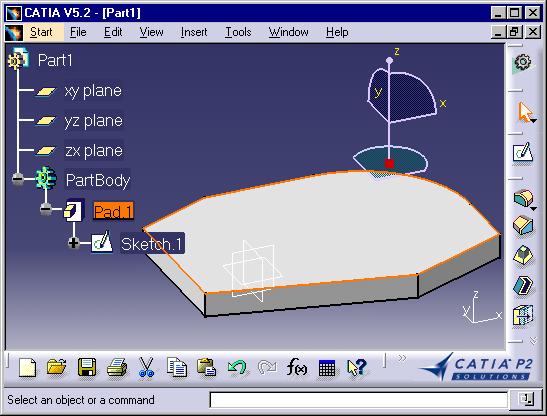 CATIA V5.2 - [Part1]
Start Edit View Insert Tools Window Help
Part1
xy plane
yz plane
zx plane
PartBody
Pad.1
Sketch.1
z
y
x
z
y
x
f(x)
CATIA P2
SOLUTIONS
Select an object or a command